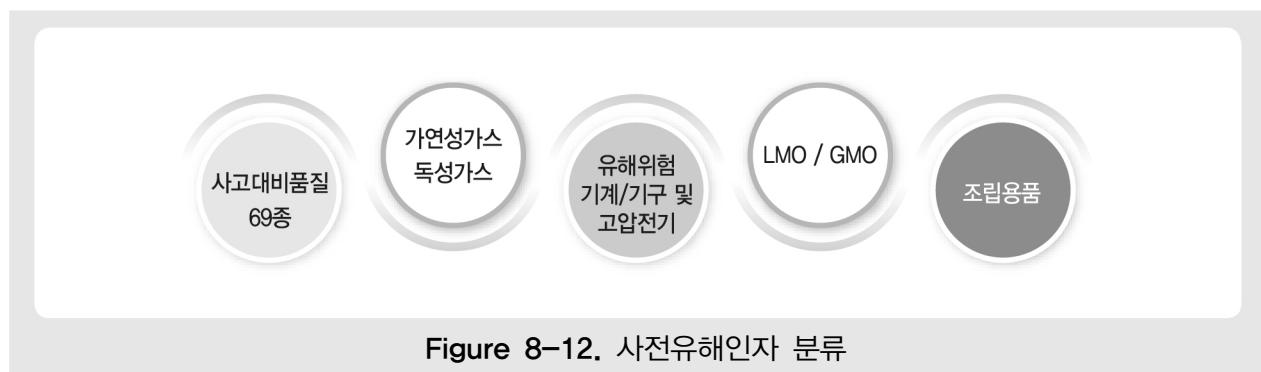 사고대비품질
69종
가연성가스
독성가스
유해위험
기계/기구 및
고압전기
LMO / GMO
조립용품
Figure 8-12. 사전유해인자 분류